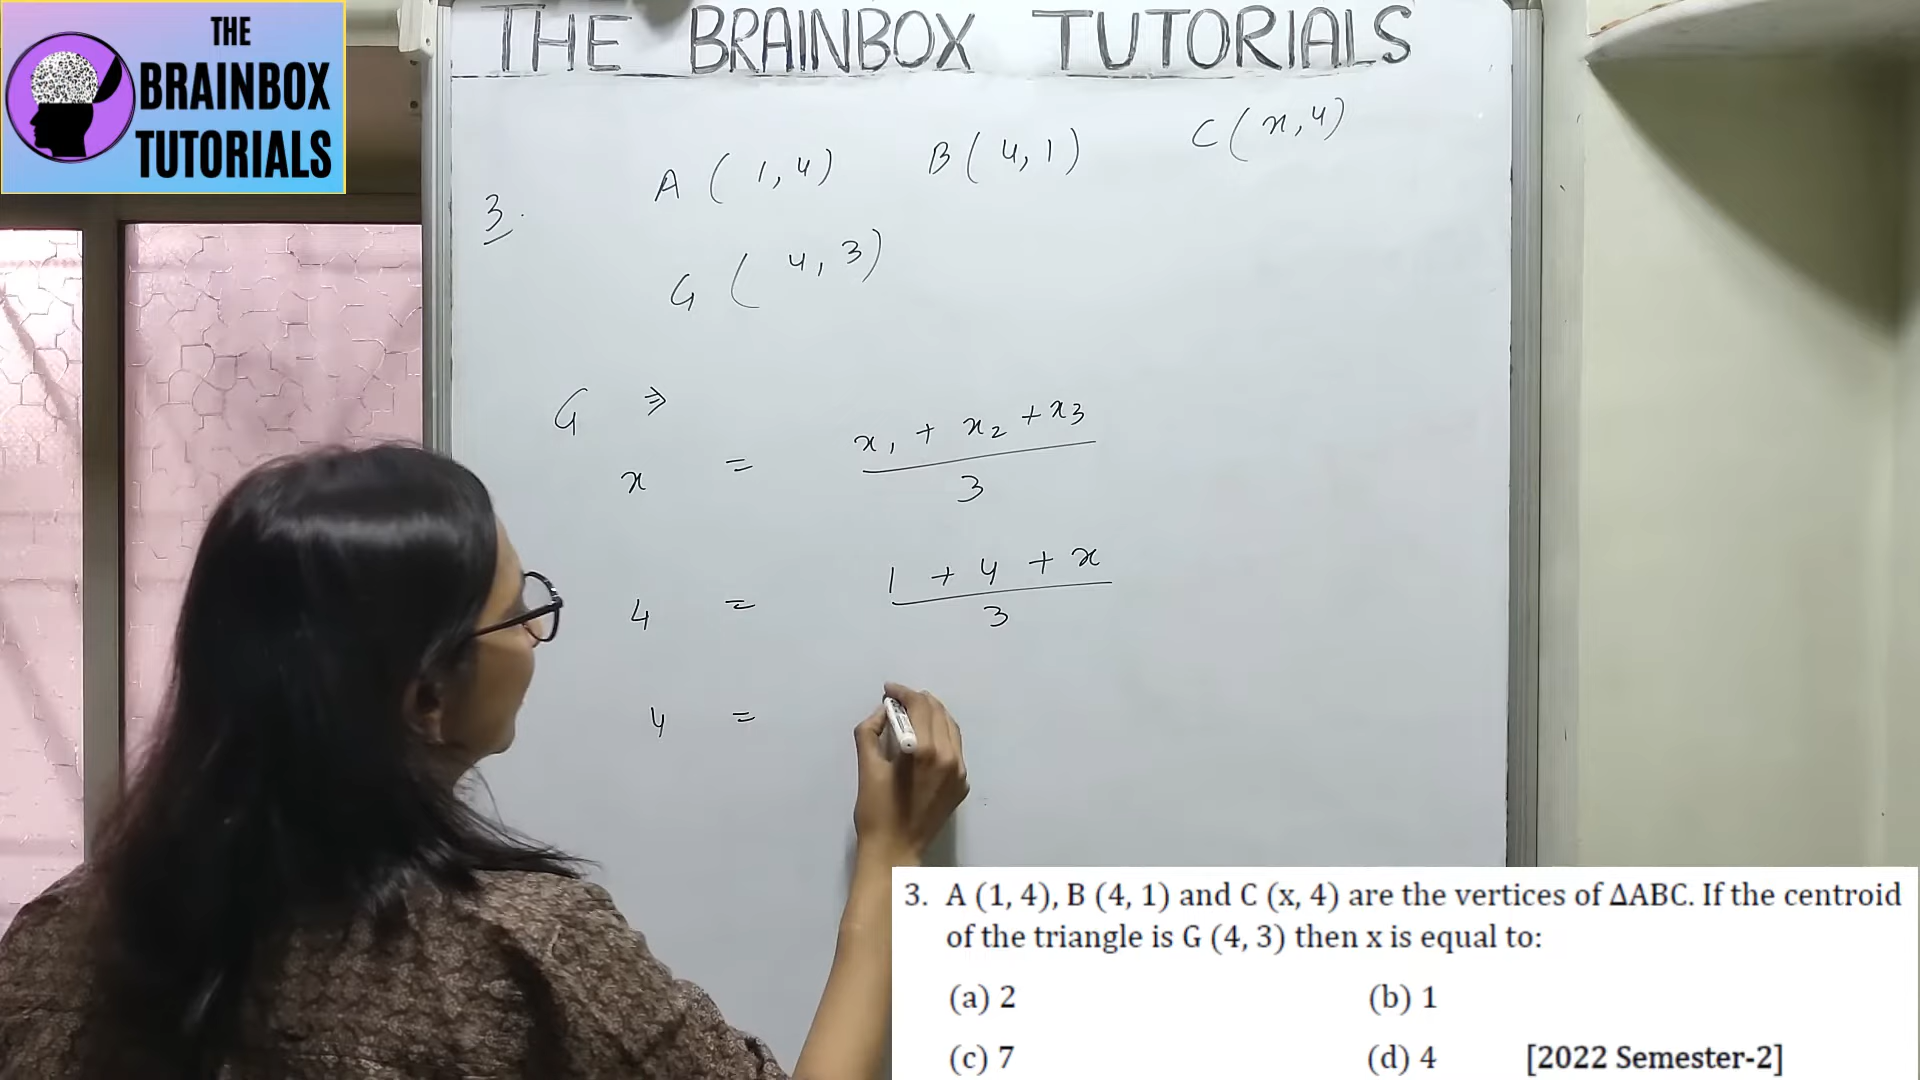 THE
BRAINBOX
TUTORIALS
THE BRAINBOX TUTORIALS
3. A (1,4) B (4,1) C (x,4)
G (4,3)
G ⇒
x = x1 + x2 + x3
3
4 = 1 + 4 + x
3
4 =
3. A (1, 4), B (4, 1) and C (x, 4) are the vertices of ΔABC. If the centroid
of the triangle is G (4, 3) then x is equal to:
(a) 2 (b) 1
(c) 7 (d) 4 [2022 Semester-2]